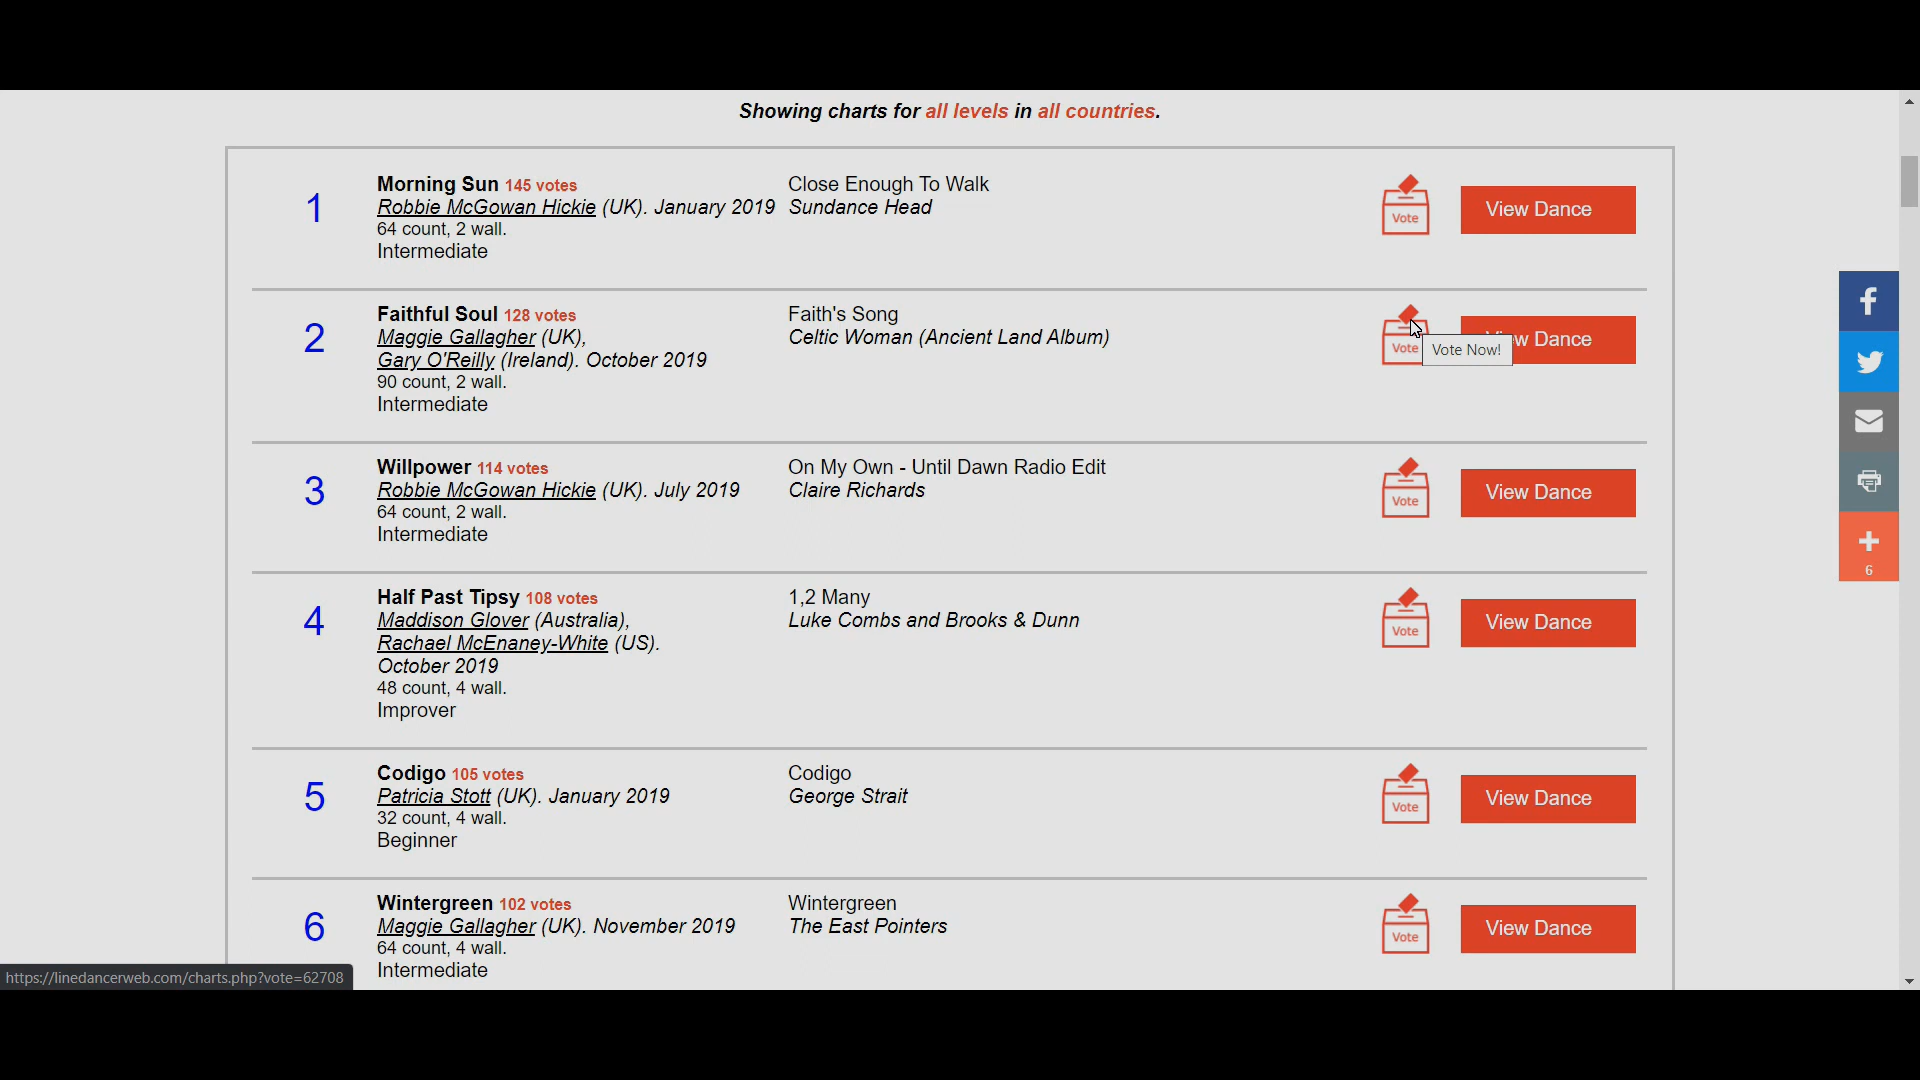 Showing charts for all levels in all countries.
1
Morning Sun 145 votes
Robbie McGowan Hickie (UK). January 2019
64 count, 2 wall.
Intermediate
Close Enough To Walk
Sundance Head
Vote
View Dance
2
Faithful Soul 128 votes
Maggie Gallagher (UK),
Gary O'Reilly (Ireland). October 2019
90 count, 2 wall.
Intermediate
Faith's Song
Celtic Woman (Ancient Land Album)
Vote
Vote Now!
w Dance
3
Willpower 114 votes
Robbie McGowan Hickie (UK). July 2019
64 count, 2 wall.
Intermediate
On My Own - Until Dawn Radio Edit
Claire Richards
Vote
View Dance
4
Half Past Tipsy 108 votes
Maddison Glover (Australia),
Rachael McEnaney-White (US).
October 2019
48 count, 4 wall.
Improver
1,2 Many
Luke Combs and Brooks & Dunn
Vote
View Dance
5
Codigo 105 votes
Patricia Stott (UK). January 2019
32 count, 4 wall.
Beginner
Codigo
George Strait
Vote
View Dance
6
Wintergreen 102 votes
Maggie Gallagher (UK). November 2019
64 count, 4 wall.
Intermediate
Wintergreen
The East Pointers
Vote
View Dance
6
https://linedancerweb.com/charts.php?vote=62708